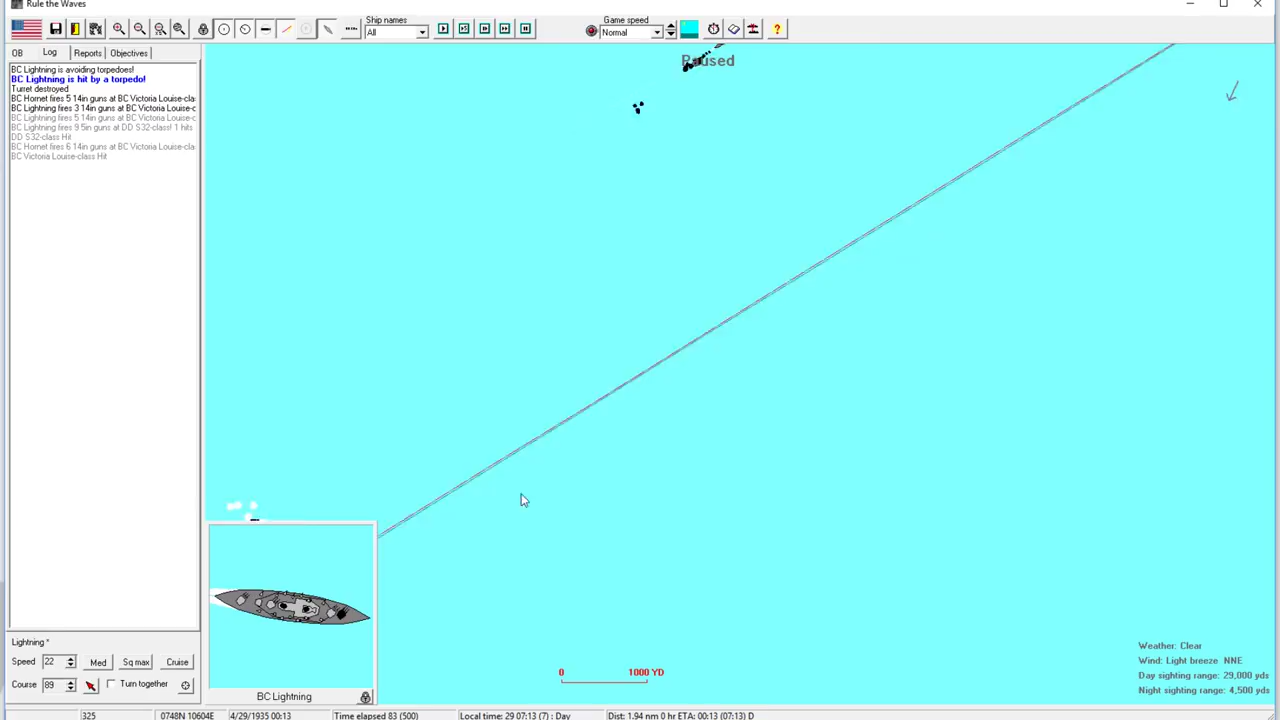 Rule the Waves
Ship names
All
Game speed
Normal
OB Log Reports Objectives
BC Lightning is avoiding torpedoes!
BC Lightning is hit by a torpedo!
Turret destroyed
BC Hornet fires 5 14in guns at BC Victoria Louise-cla
BC Lightning fires 3 14in guns at BC Victoria Louise-c
BC Lightning fires 5 14in guns at BC Victoria Louise-c
BC Lightning fires 9 5in guns at DD S32-class! 1 hits
DD S32-class Hit
BC Hornet fires 6 14in guns at BC Victoria Louise-cla
BC Victoria Louise-class Hit
Paused
Lightning *
Speed 22 Med Sq max Cruise
Course 89 Turn together
BC Lightning
0 1000 YD
Weather: Clear
Wind: Light breeze NNE
Day sighting range: 29,000 yds
Night sighting range: 4,500 yds
325 0748N 10604E 4/29/1935 00:13 Time elapsed 83 (500) Local time: 29 07:13 (7) : Day Dist: 1.94 nm 0 hr ETA: 00:13 (07:13) D